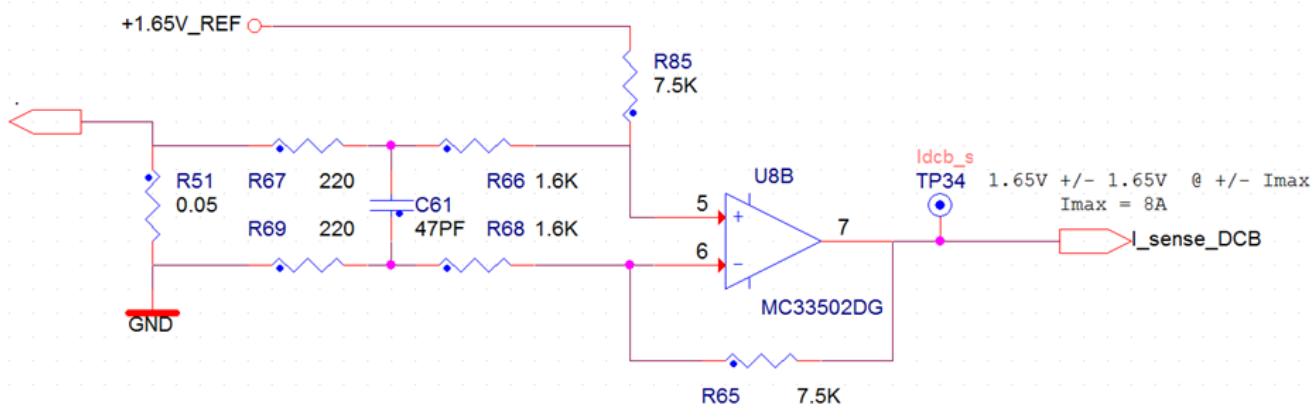 +1.65V_REF
R85
7.5K
.
R51
0.05
R67
220
R66
1.6K
C61
47PF
R69
220
R68
1.6K
GND
5
6
7
+
−
U8B
MC33502DG
R65
7.5K
Idcb_s
TP34
1.65V +/- 1.65V @ +/- Imax
Imax = 8A
I_sense_DCB